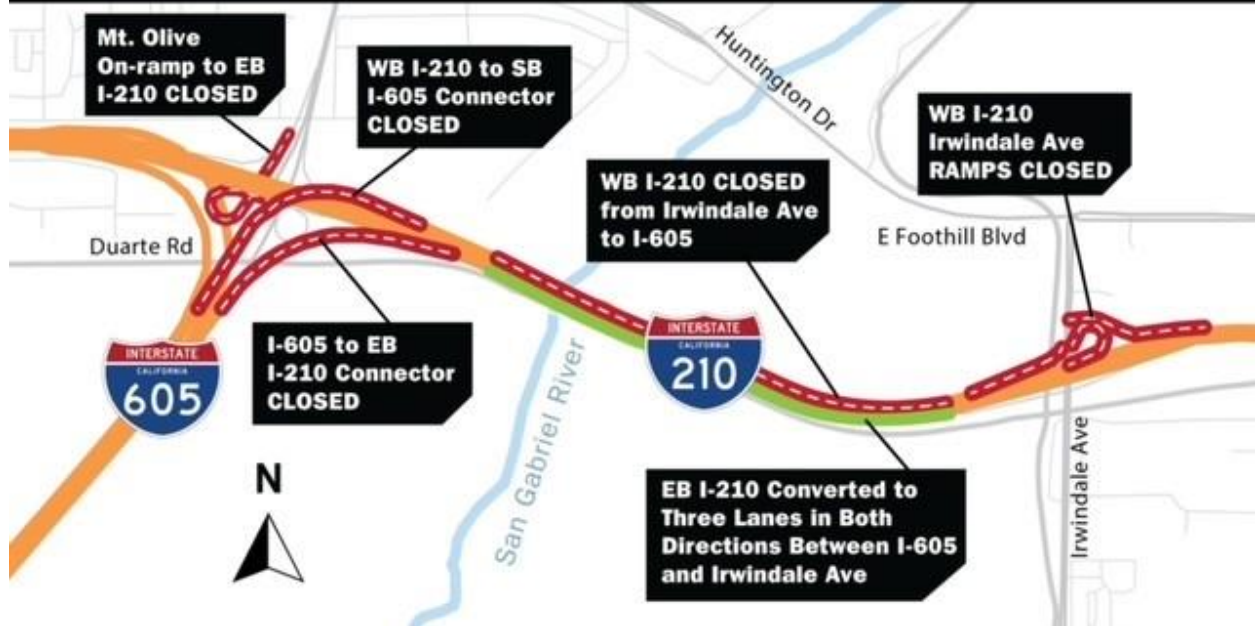 Mt. Olive
On-ramp to EB
I-210 CLOSED
WB I-210 to SB
I-605 Connector
CLOSED
Huntington Dr
WB I-210
Irwindale Ave
RAMPS CLOSED
WB I-210 CLOSED
from Irwindale Ave
to I-605
E Foothill Blvd
Duarte Rd
I-605 to EB
I-210 Connector
CLOSED
INTERSTATE
CALIFORNIA
605
INTERSTATE
CALIFORNIA
210
San Gabriel River
N
EB I-210 Converted to
Three Lanes in Both
Directions Between I-605
and Irwindale Ave
Irwindale Ave